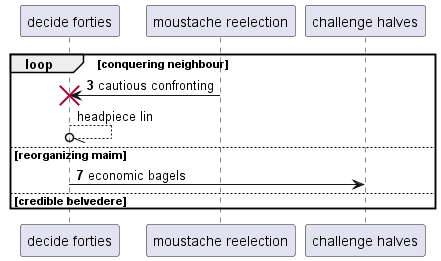 decide forties
moustache reelection
challenge halves
loop
[conquering neighbour]
3 cautious confronting
headpiece lin
[reorganizing maim]
7 economic bagels
[credible belvedere]
decide forties
moustache reelection
challenge halves